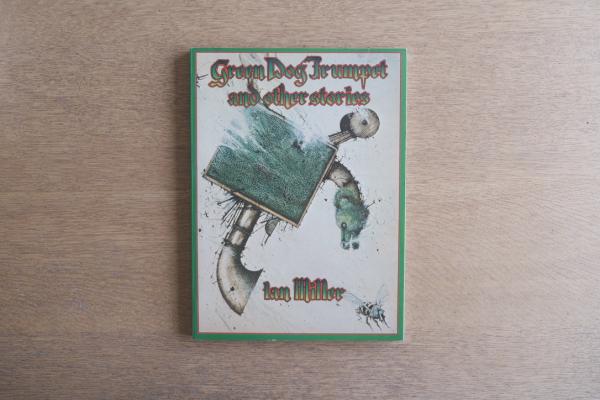 Green Dog Trumpet
and other stories
Ian Miller